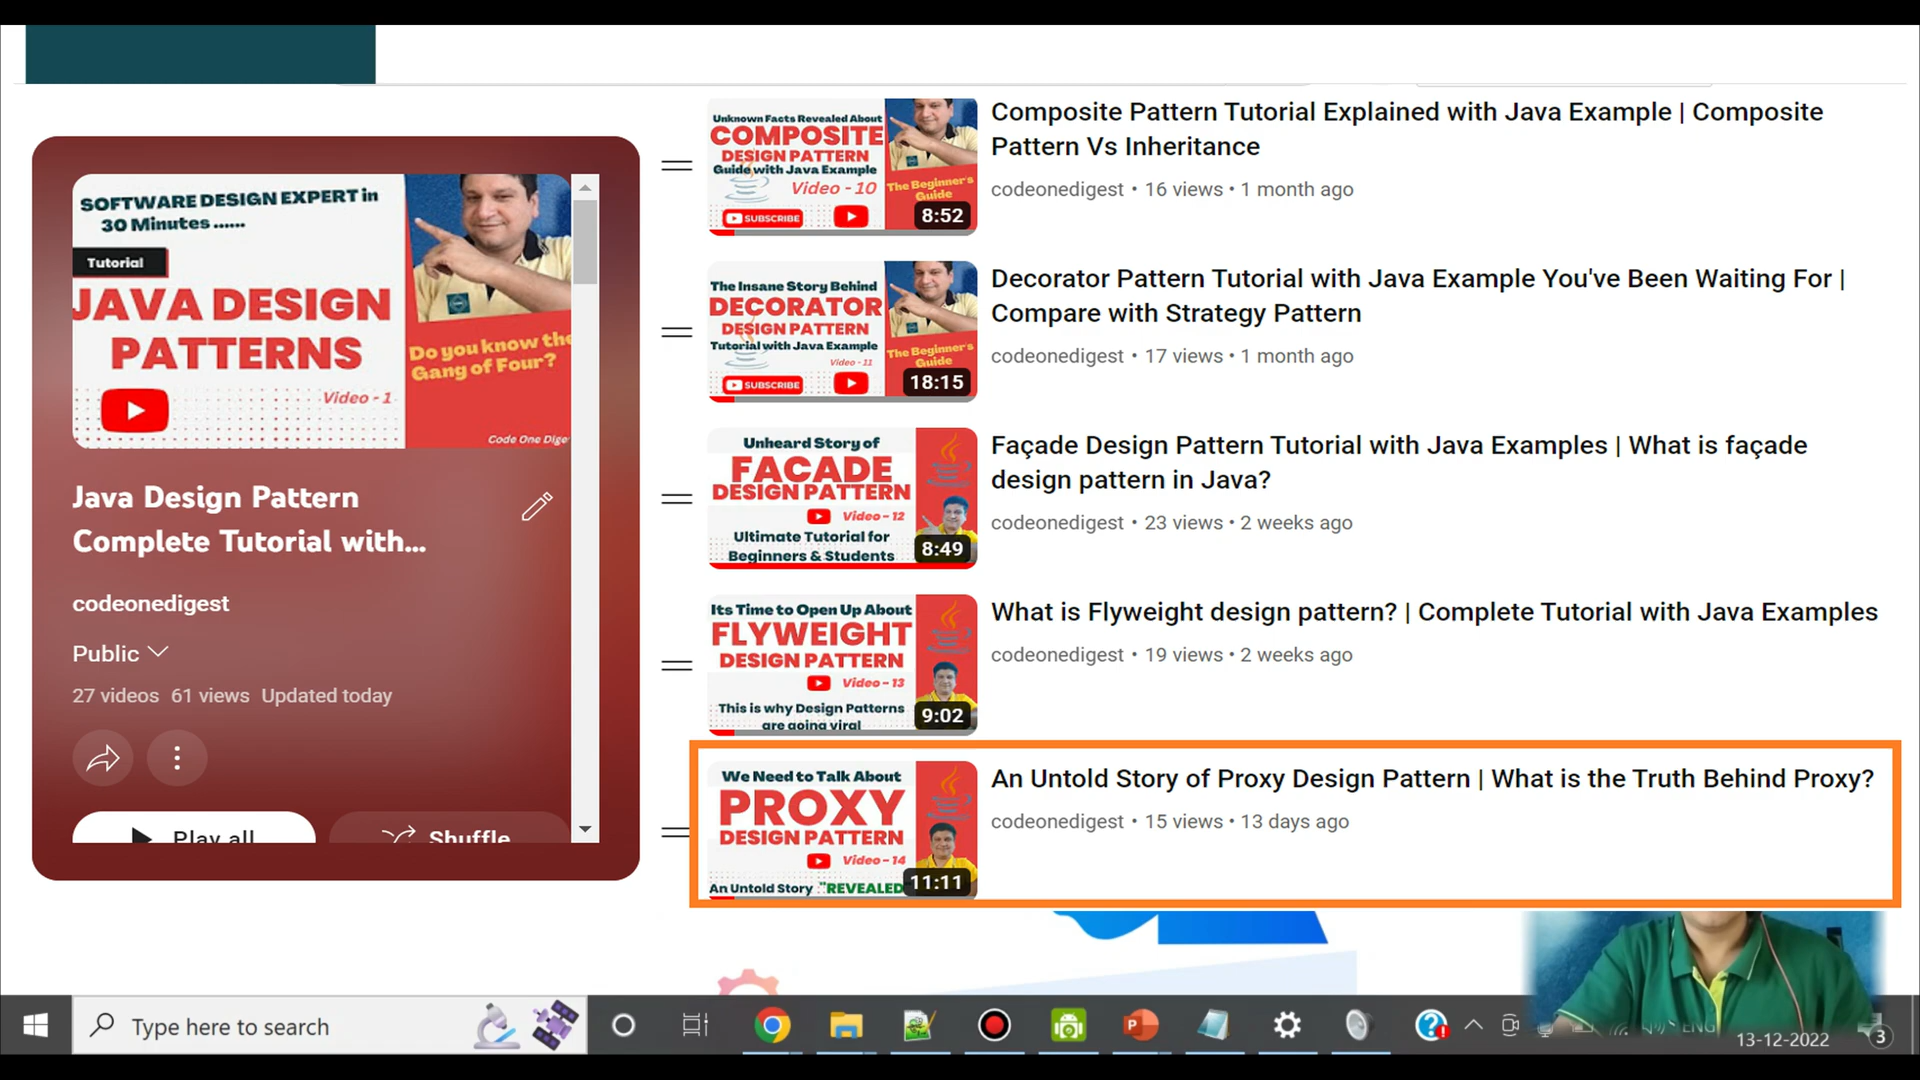 SOFTWARE DESIGN EXPERT in
30 Minutes ......
Tutorial
JAVA DESIGN
PATTERNS
Video - 1
Do you know the
Gang of Four?
Code One Dige
Java Design Pattern
Complete Tutorial with...
codeonedigest
Public
27 videos 61 views Updated today
Play all
Shuffle
Unknown Facts Revealed About
COMPOSITE
DESIGN PATTERN
Guide with Java Example
Video - 10
SUBSCRIBE
The Beginner's
Guide
8:52
Composite Pattern Tutorial Explained with Java Example | Composite
Pattern Vs Inheritance
codeonedigest • 16 views • 1 month ago
The Insane Story Behind
DECORATOR
DESIGN PATTERN
Tutorial with Java Example
Video - 11
SUBSCRIBE
The Beginner's
Guide
18:15
Decorator Pattern Tutorial with Java Example You've Been Waiting For |
Compare with Strategy Pattern
codeonedigest • 17 views • 1 month ago
Unheard Story of
FACADE
DESIGN PATTERN
Video - 12
Ultimate Tutorial for
Beginners & Students
8:49
Façade Design Pattern Tutorial with Java Examples | What is façade
design pattern in Java?
codeonedigest • 23 views • 2 weeks ago
Its Time to Open Up About
FLYWEIGHT
DESIGN PATTERN
Video - 13
This is why Design Patterns
are going viral
9:02
What is Flyweight design pattern? | Complete Tutorial with Java Examples
codeonedigest • 19 views • 2 weeks ago
We Need to Talk About
PROXY
DESIGN PATTERN
Video - 14
An Untold Story "REVEALED
11:11
An Untold Story of Proxy Design Pattern | What is the Truth Behind Proxy?
codeonedigest • 15 views • 13 days ago
Type here to search
P
ENG
13-12-2022
3